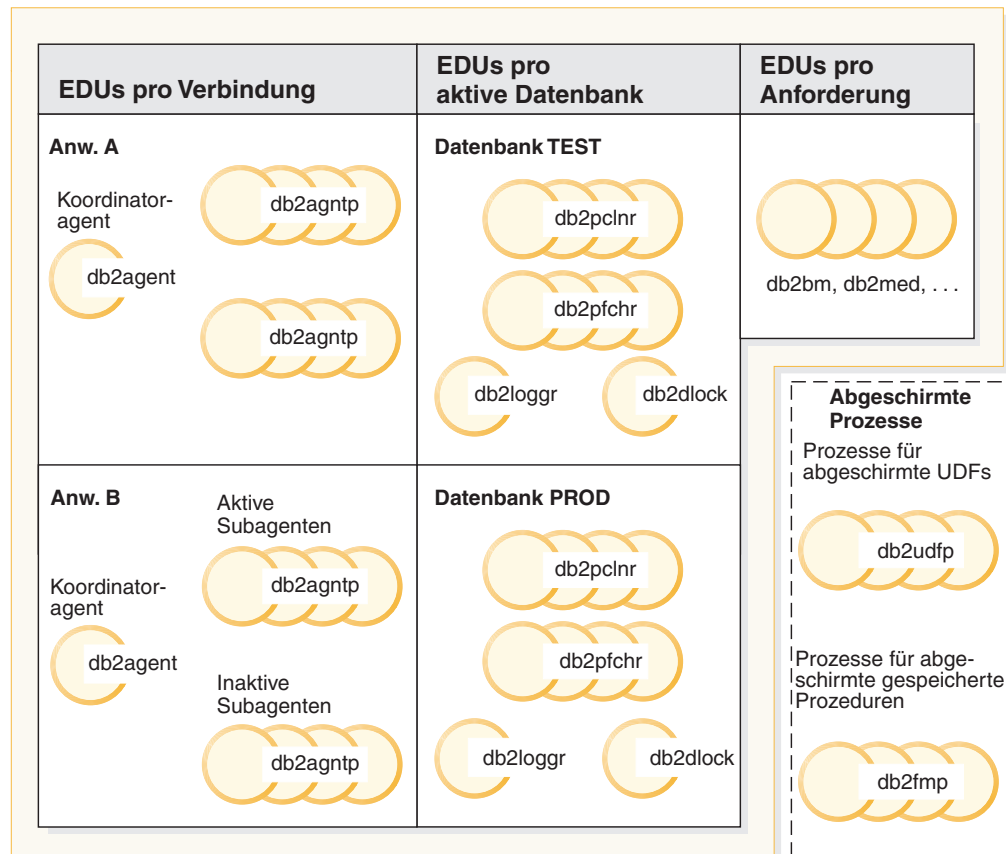 EDUs pro Verbindung
EDUs pro
aktive Datenbank
EDUs pro
Anforderung
Anw. A
Koordinator-
agent
db2agent
db2agntp
db2agntp
Datenbank TEST
db2pclnr
db2pfchr
db2loggr
db2dlock
db2bm, db2med, . . .
Anw. B
Koordinator-
agent
db2agent
Aktive
Subagenten
db2agntp
Inaktive
Subagenten
db2agntp
Datenbank PROD
db2pclnr
db2pfchr
db2loggr
db2dlock
Abgeschirmte
Prozesse
Prozesse für
abgeschirmte UDFs
db2udfp
Prozesse für abge-
schirmte gespeicherte
Prozeduren
db2fmp